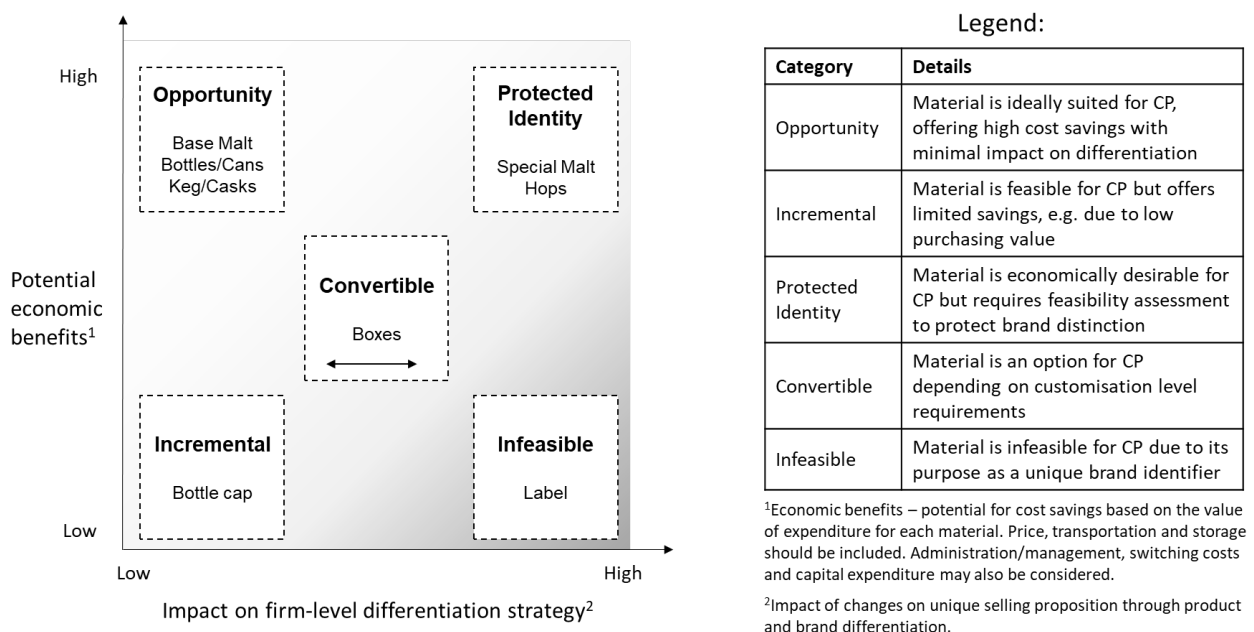 High
Potential
economic
benefits¹
Low
Opportunity
Base Malt
Bottles/Cans
Keg/Casks
Protected
Identity
Special Malt
Hops
Convertible
Boxes
Incremental
Bottle cap
Infeasible
Label
Low
High
Impact on firm-level differentiation strategy²
Legend:
Category Details
Opportunity
Material is ideally suited for CP,
offering high cost savings with
minimal impact on differentiation
Incremental
Material is feasible for CP but offers
limited savings, e.g. due to low
purchasing value
Protected
Identity
Material is economically desirable for
CP but requires feasibility assessment
to protect brand distinction
Convertible
Material is an option for CP
depending on customisation level
requirements
Infeasible
Material is infeasible for CP due to its
purpose as a unique brand identifier
¹Economic benefits – potential for cost savings based on the value
of expenditure for each material. Price, transportation and storage
should be included. Administration/management, switching costs
and capital expenditure may also be considered.
²Impact of changes on unique selling proposition through product
and brand differentiation.